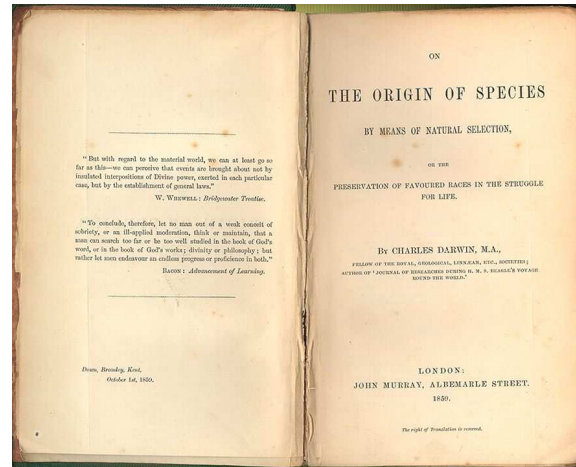 "But with regard to the material world, we can at least go so
far as this—we can perceive that events are brought about not by
insulated interpositions of Divine power, exerted in each particular
case, but by the establishment of general laws."
W. WHEWELL: Bridgewater Treatise.
"To conclude, therefore, let no man out of a weak conceit of
sobriety, or an ill-applied moderation, think or maintain, that a
man can search too far or be too well studied in the book of God's
word, or in the book of God's works; divinity or philosophy; but
rather let men endeavour an endless progress or proficience in both."
BACON: Advancement of Learning.
Down, Bromley, Kent,
October 1st, 1859.
ON
THE ORIGIN OF SPECIES
BY MEANS OF NATURAL SELECTION,
OR THE
PRESERVATION OF FAVOURED RACES IN THE STRUGGLE
FOR LIFE.
BY CHARLES DARWIN, M.A.,
FELLOW OF THE ROYAL, GEOLOGICAL, LINNÆAN, ETC., SOCIETIES;
AUTHOR OF 'JOURNAL OF RESEARCHES DURING H. M. S. BEAGLE'S VOYAGE
ROUND THE WORLD.'
LONDON:
JOHN MURRAY, ALBEMARLE STREET.
1859.
The right of Translation is reserved.